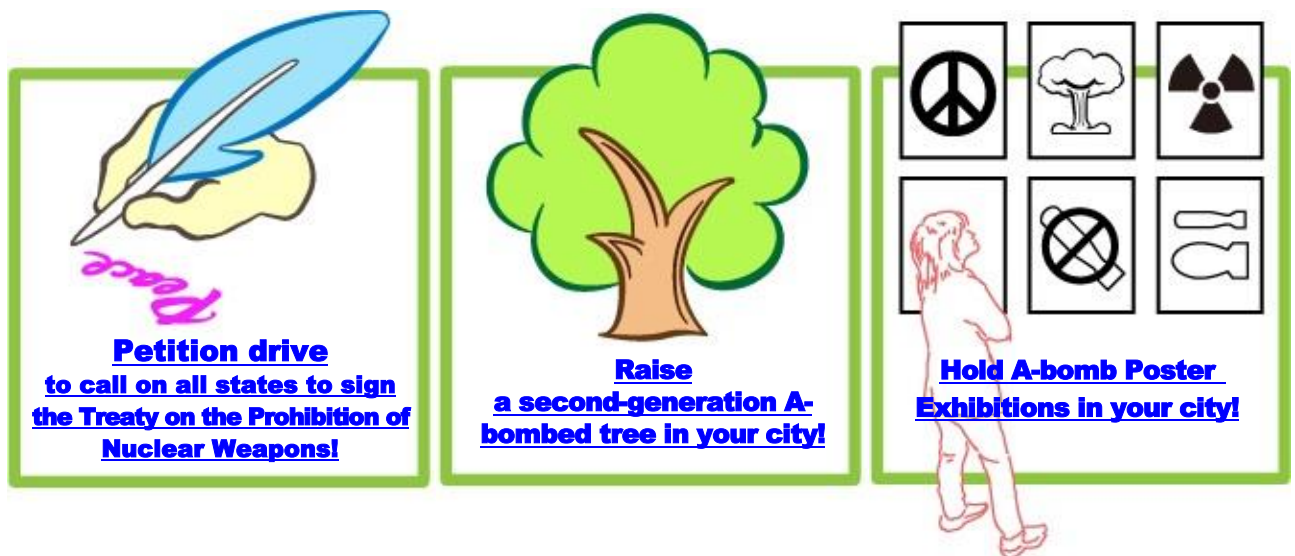 Peace
Petition drive
to call on all states to sign
the Treaty on the Prohibition of
Nuclear Weapons!
Raise
a second-generation A-
bombed tree in your city!
Hold A-bomb Poster
Exhibitions in your city!